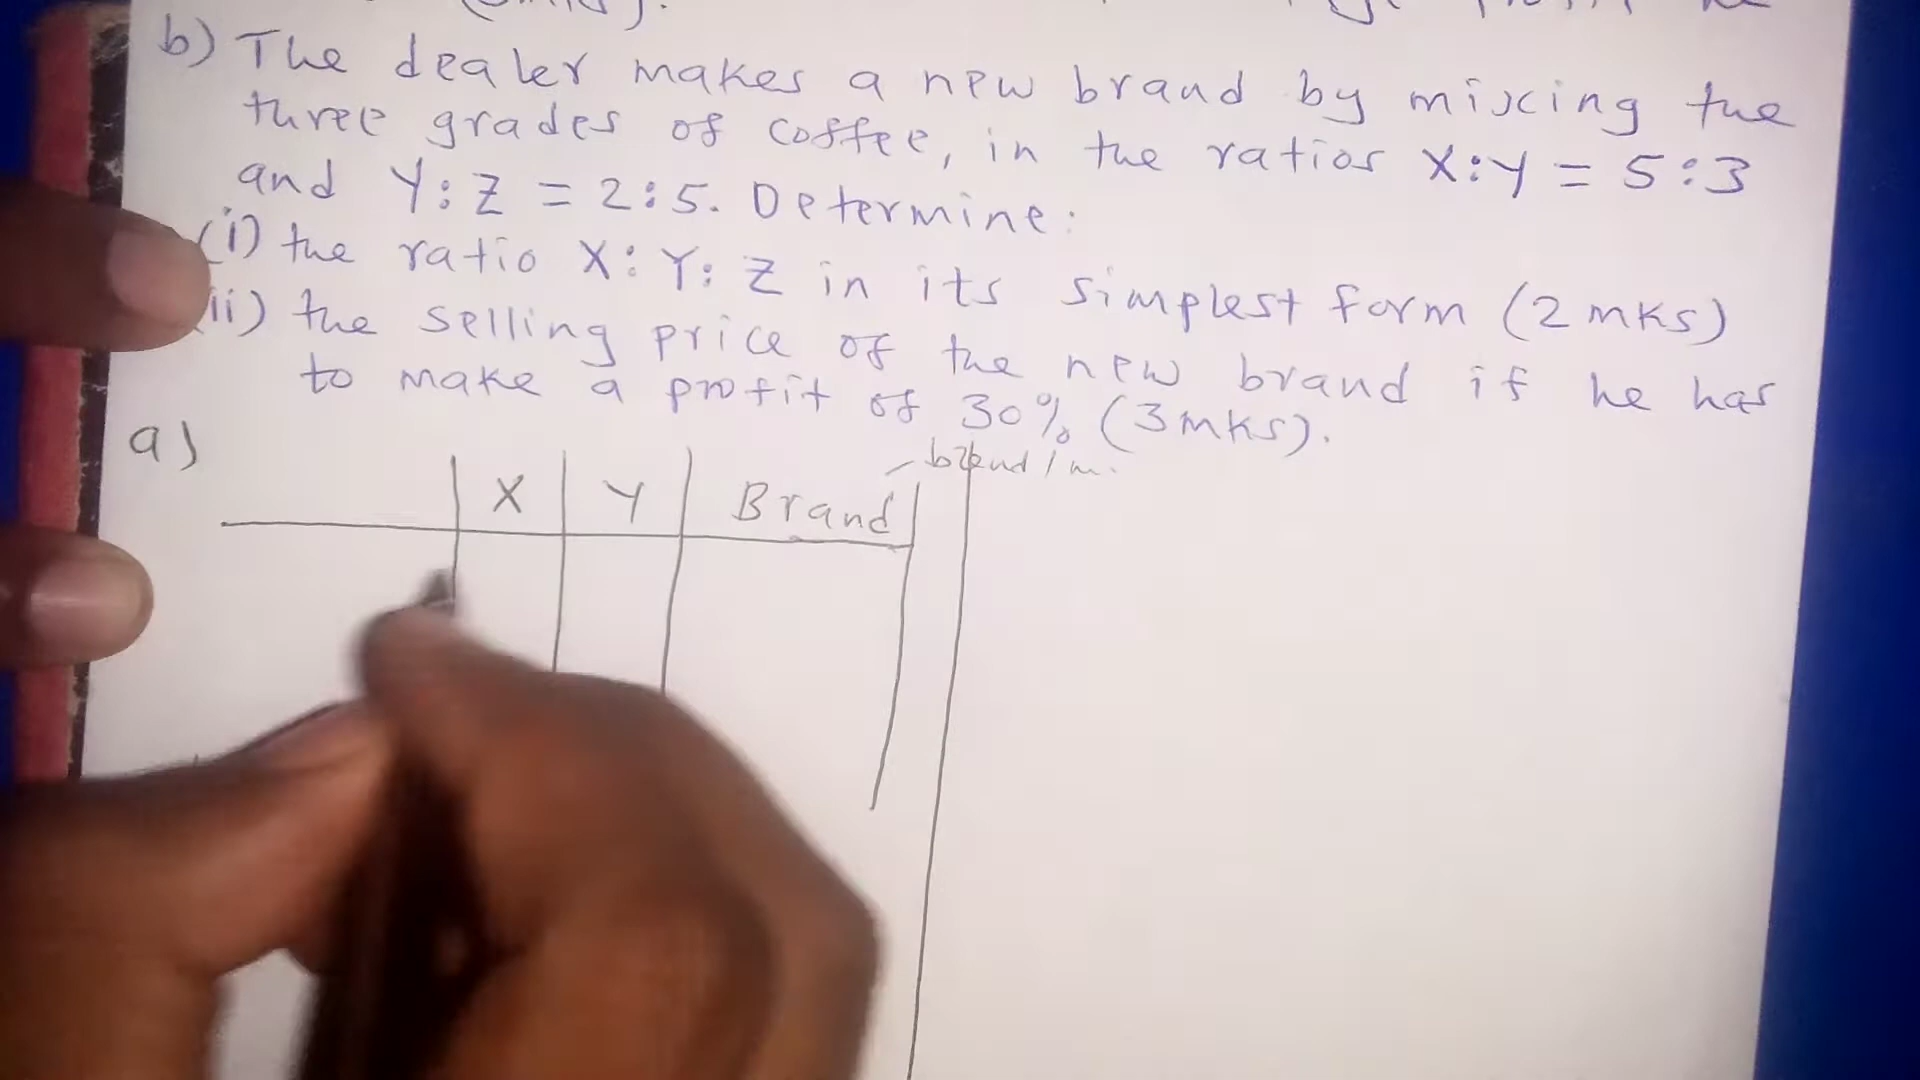 b) The dealer makes a new brand by mixing the
three grades of coffee, in the ratios X:Y = 5:3
and Y:Z = 2:5. Determine:
(i) the ratio X:Y:Z in its simplest form (2mks)
ii) the selling price of the new brand if he has
to make a profit of 30% (3mks).
a)
X Y Brand